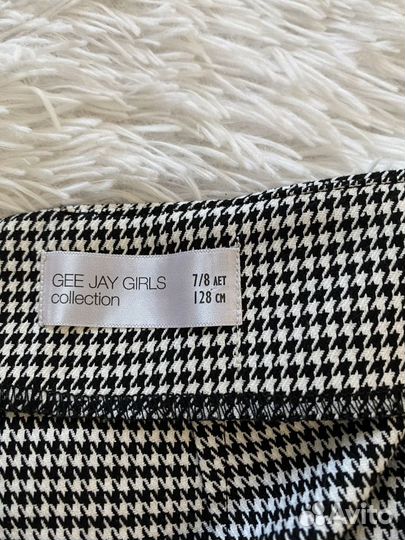 GEE JAY GIRLS
collection
7/8 ЛЕТ
128 СМ
Avito